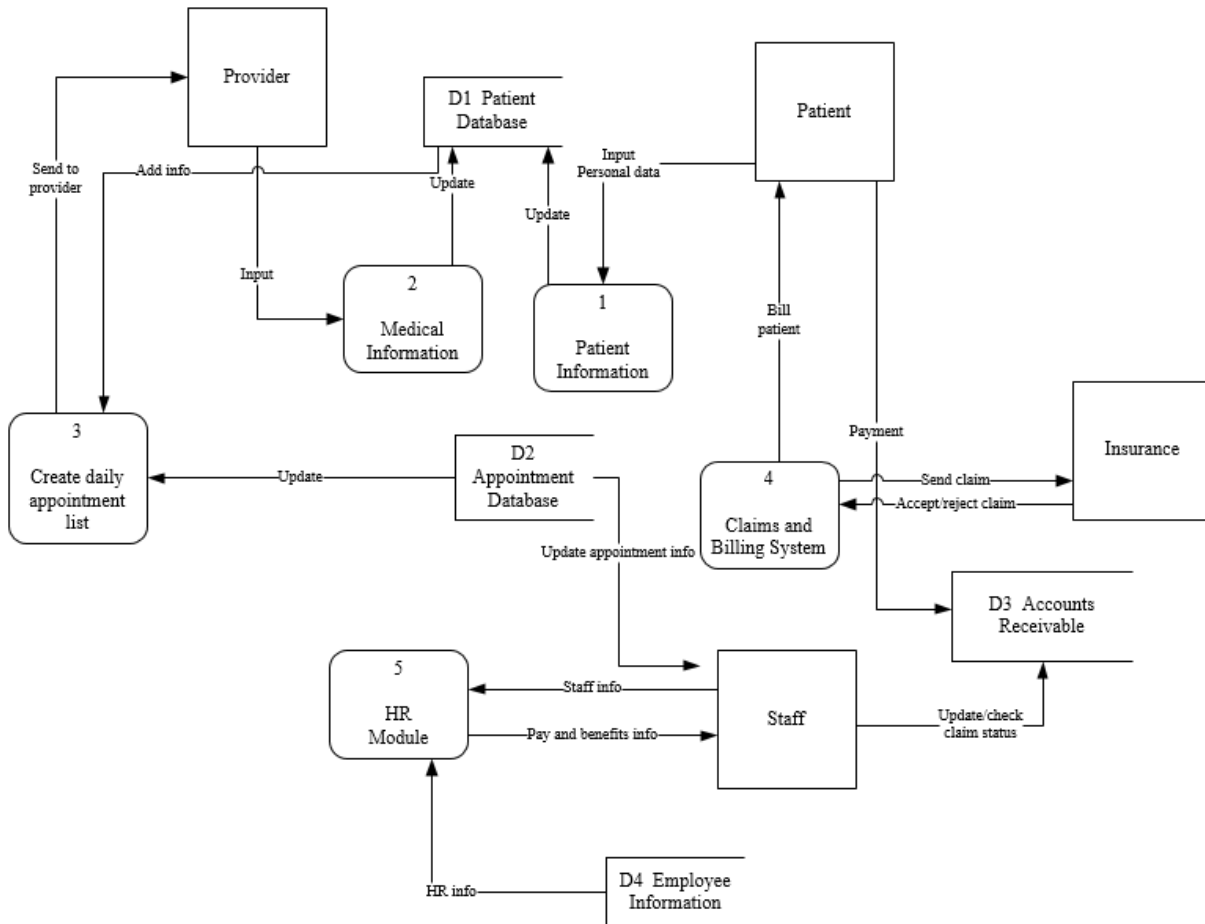 Provider
D1  Patient
Database
Patient
Send to
provider
Add info
Update
Input
Personal data
Update
Input
2
Medical
Information
1
Patient
Information
Bill
patient
3
Create daily
appointment
list
Update
D2
Appointment
Database
Payment
Insurance
4
Claims and
Billing System
Send claim
Accept/reject claim
Update appointment info
D3  Accounts
Receivable
5
HR
Module
Staff info
Pay and benefits info
Staff
Update/check
claim status
HR info
D4  Employee
Information